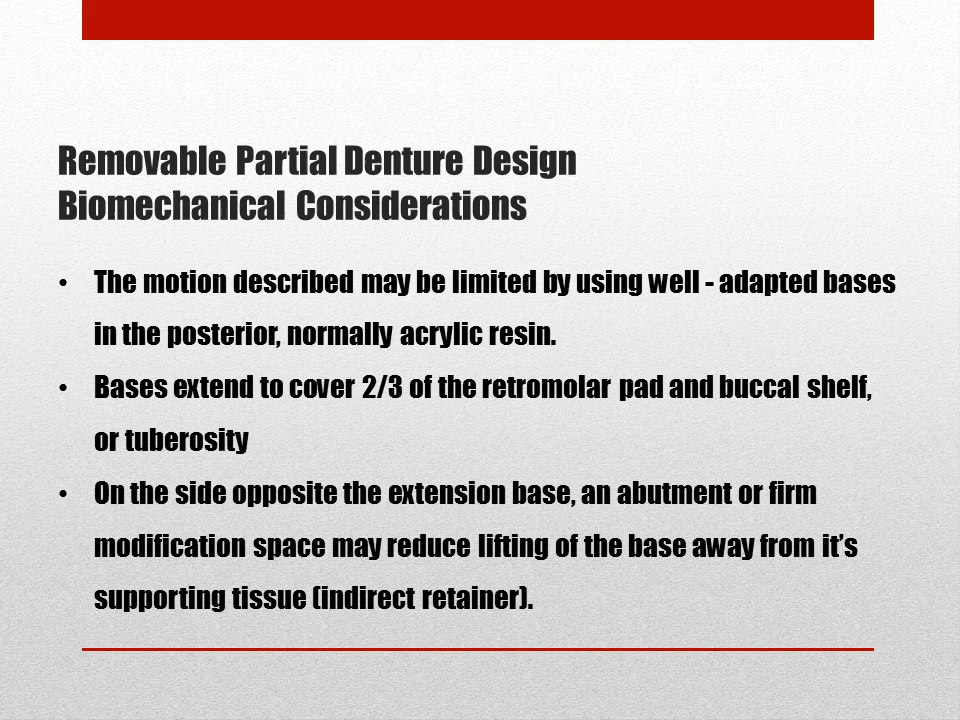 Removable Partial Denture Design
Biomechanical Considerations
• The motion described may be limited by using well - adapted bases
in the posterior, normally acrylic resin.
• Bases extend to cover 2/3 of the retromolar pad and buccal shelf,
or tuberosity
• On the side opposite the extension base, an abutment or firm
modification space may reduce lifting of the base away from it’s
supporting tissue (indirect retainer).